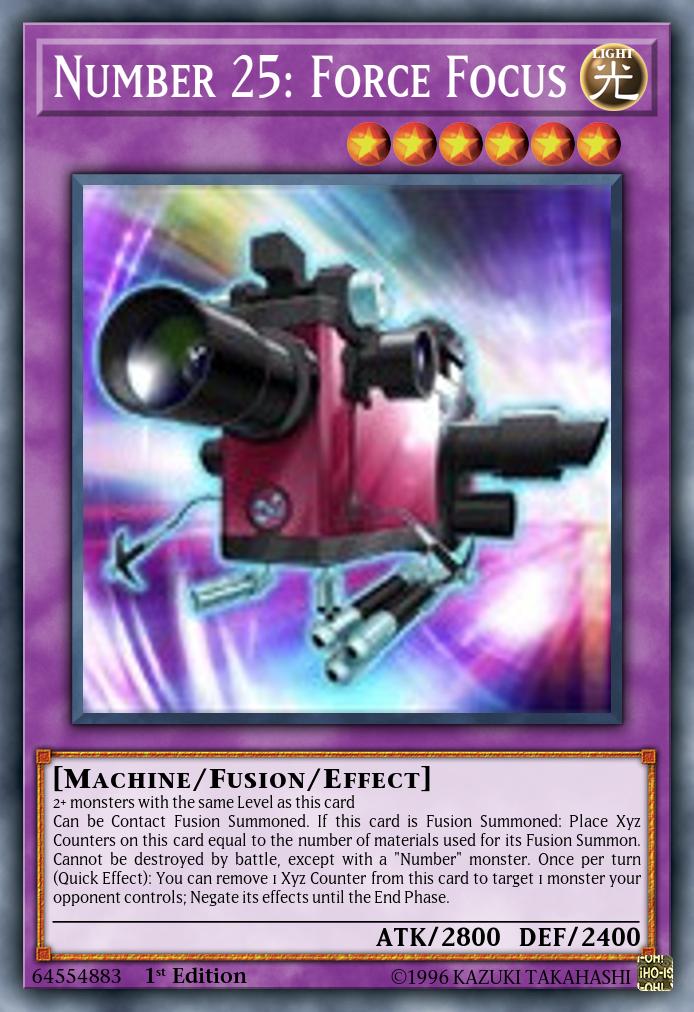 Number 25: Force Focus
LIGHT
光
[Machine/Fusion/Effect]
2+ monsters with the same Level as this card
Can be Contact Fusion Summoned. If this card is Fusion Summoned: Place Xyz
Counters on this card equal to the number of materials used for its Fusion Summon.
Cannot be destroyed by battle, except with a "Number" monster. Once per turn
(Quick Effect): You can remove 1 Xyz Counter from this card to target 1 monster your
opponent controls; Negate its effects until the End Phase.
ATK/2800 DEF/2400
64554883 1st Edition ©1996 KAZUKI TAKAHASHI